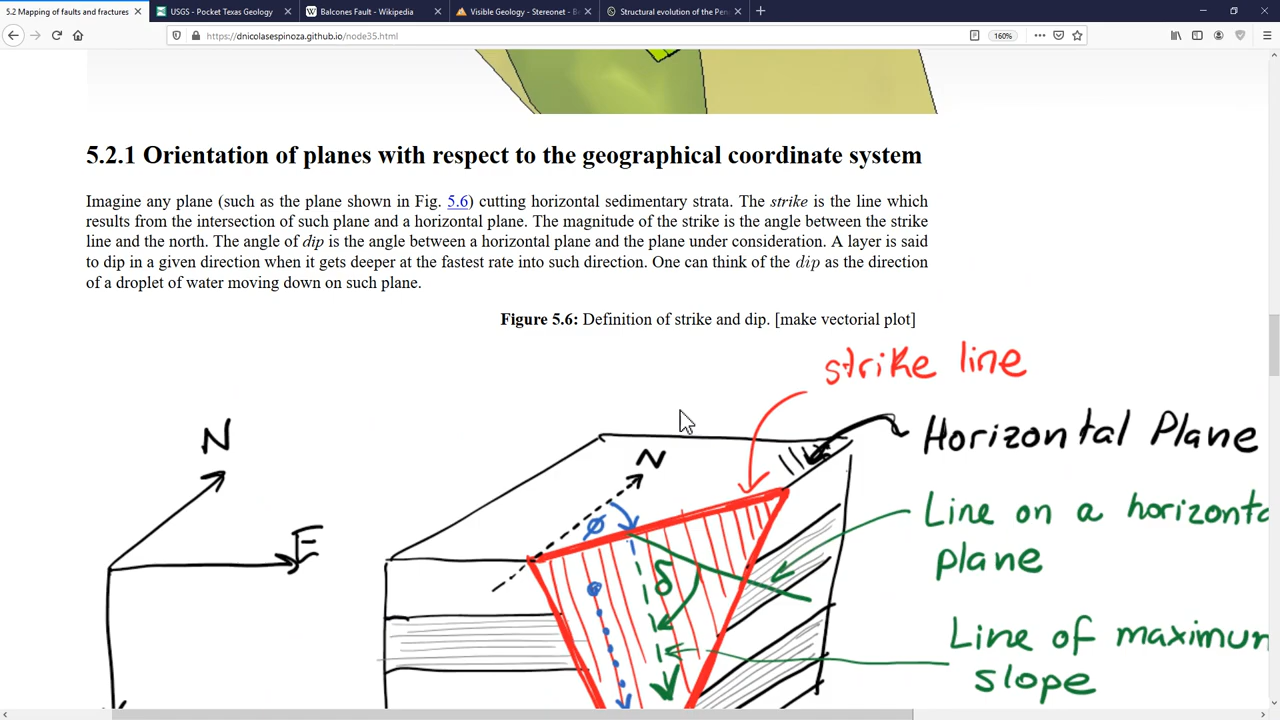 5.2 Mapping of faults and fractures
USGS - Pocket Texas Geology
Balcones Fault - Wikipedia
Visible Geology - Stereonet - B
Structural evolution of the Pen
https://dnicolasespinoza.github.io/node35.html
160%
5.2.1 Orientation of planes with respect to the geographical coordinate system
Imagine any plane (such as the plane shown in Fig. 5.6) cutting horizontal sedimentary strata. The strike is the line which
results from the intersection of such plane and a horizontal plane. The magnitude of the strike is the angle between the strike
line and the north. The angle of dip is the angle between a horizontal plane and the plane under consideration. A layer is said
to dip in a given direction when it gets deeper at the fastest rate into such direction. One can think of the dip as the direction
of a droplet of water moving down on such plane.
Figure 5.6: Definition of strike and dip. [make vectorial plot]
strike line
N
Horizontal Plane
N
Line on a horizonta
plane
E
ϕ
δ
Line of maximum
slope